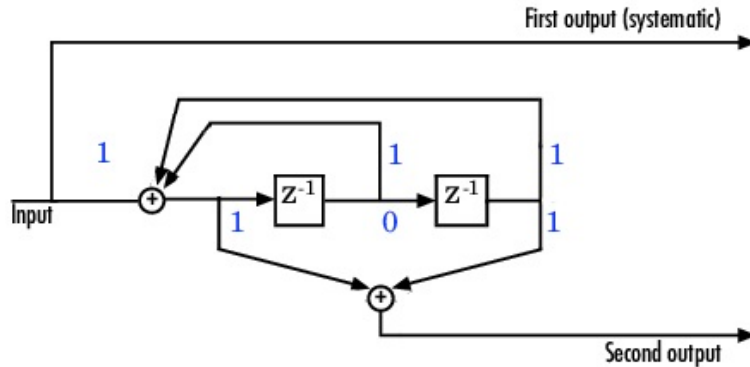 First output (systematic)
1
1
1
+
z-1
z-1
Input
1
0
1
+
Second output